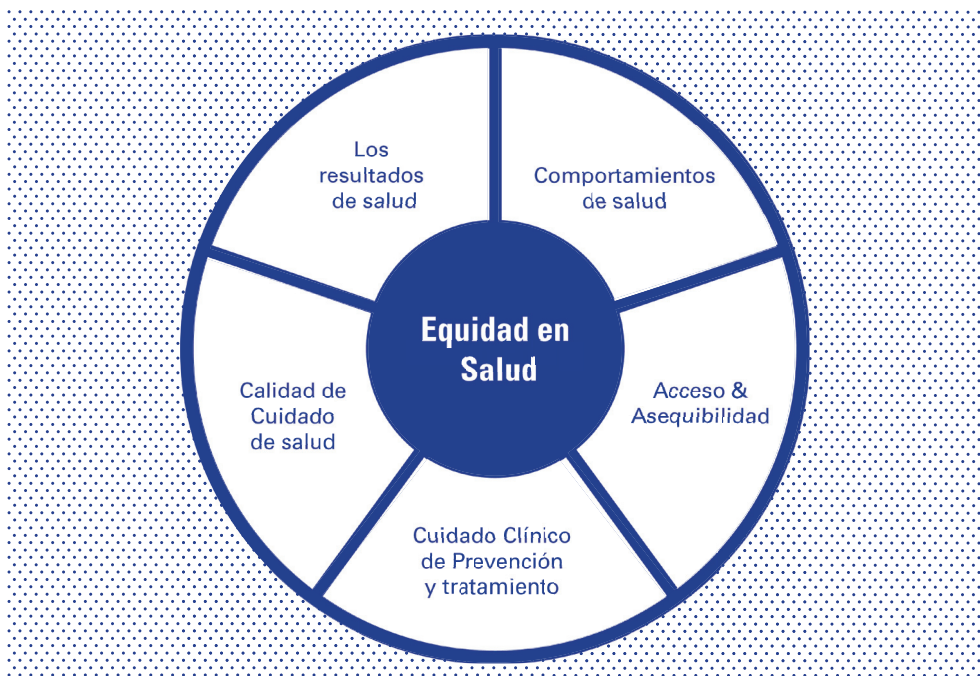 Los
resultados
de salud
Comportamientos
de salud
Equidad en
Salud
Calidad de
Cuidado
de salud
Acceso &
Asequibilidad
Cuidado Clínico
de Prevención
y tratamiento